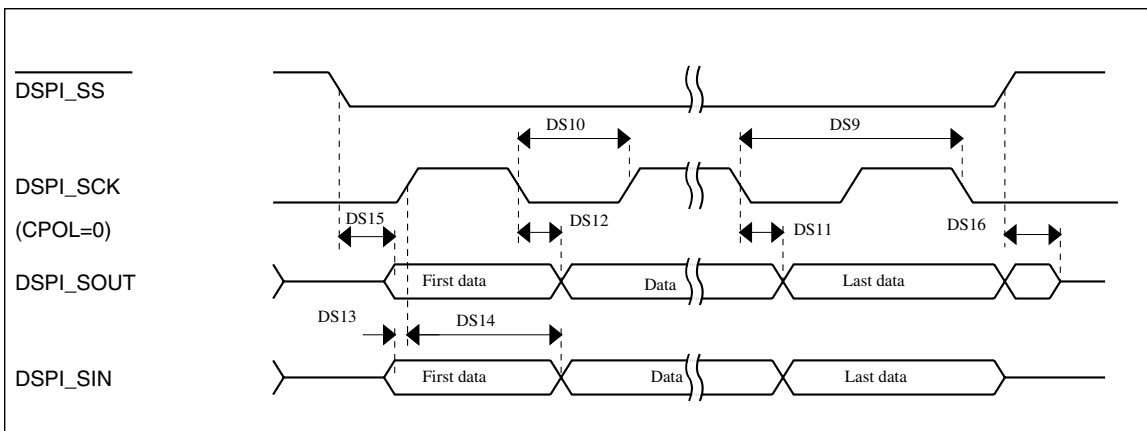 DSPI_SS
DS10 DS9
DSPI_SCK
(CPOL=0) DS15 DS12 DS11 DS16
DSPI_SOUT First data Data Last data
DS13 DS14
DSPI_SIN First data Data Last data